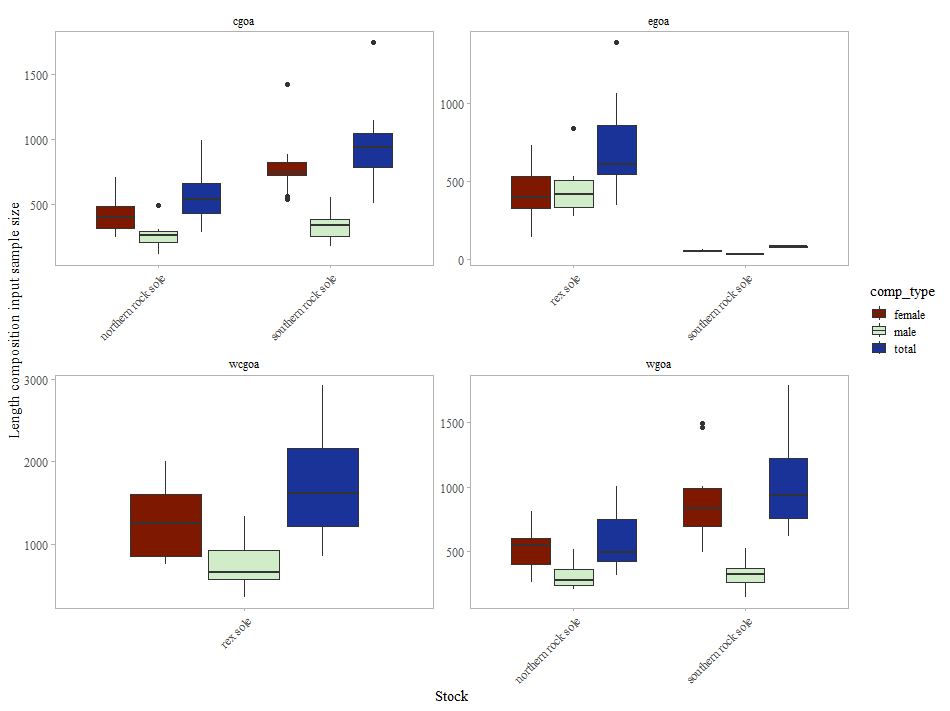 cgoa
egoa
1500
1000
500
1000
500
0
northern rock sole
southern rock sole
rex sole
southern rock sole
Length composition input sample size
comp_type
female
male
total
wcgoa
wgoa
3000
2000
1000
1500
1000
500
rex sole
northern rock sole
southern rock sole
Stock